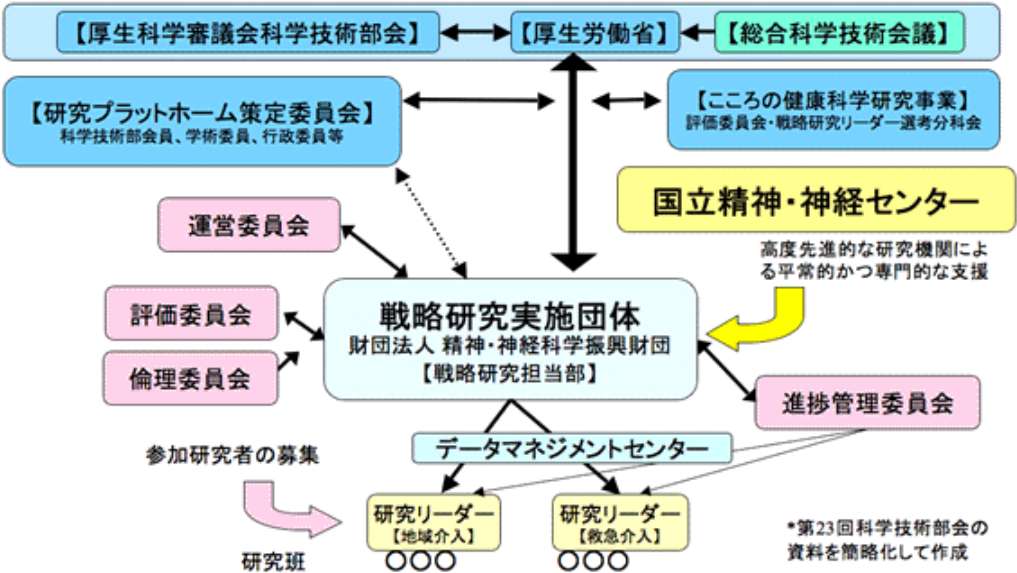 【厚生科学審議会科学技術部会】
【厚生労働省】
【総合科学技術会議】
【研究プラットホーム策定委員会】
科学技術部会員、学術委員、行政委員等
【こころの健康科学研究事業】
評価委員会・戦略研究リーダー選考分科会
国立精神・神経センター
高度先進的な研究機関によ
る平常的かつ専門的な支援
運営委員会
評価委員会
倫理委員会
戦略研究実施団体
財団法人 精神・神経科学振興財団
【戦略研究担当部】
進捗管理委員会
データマネジメントセンター
参加研究者の募集
研究班
研究リーダー
【地域介入】
○○○
研究リーダー
【救急介入】
○○○
*第23回科学技術部会の
資料を簡略化して作成